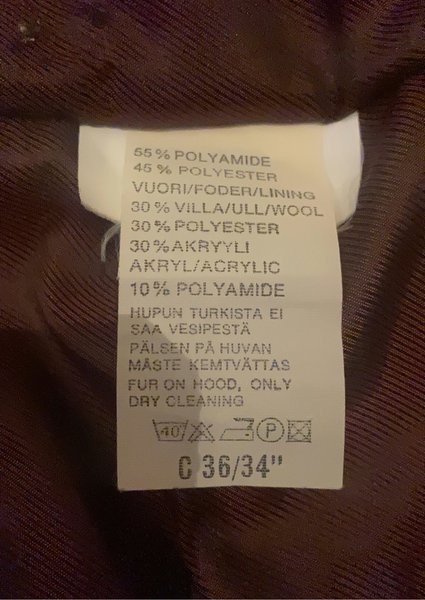 55% POLYAMIDE
45% POLYESTER
VUORI/FODER/LINING
30% VILLA/ULL/WOOL
30% POLYESTER
30% AKRYYLI
AKRYL/ACRYLIC
10% POLYAMIDE
HUPUN TURKISTA EI
SAA VESIPESTÄ
PÄLSEN PÅ HUVAN
MÅSTE KEMTVÄTTAS
FUR ON HOOD, ONLY
DRY CLEANING
40 P
C 36/34"